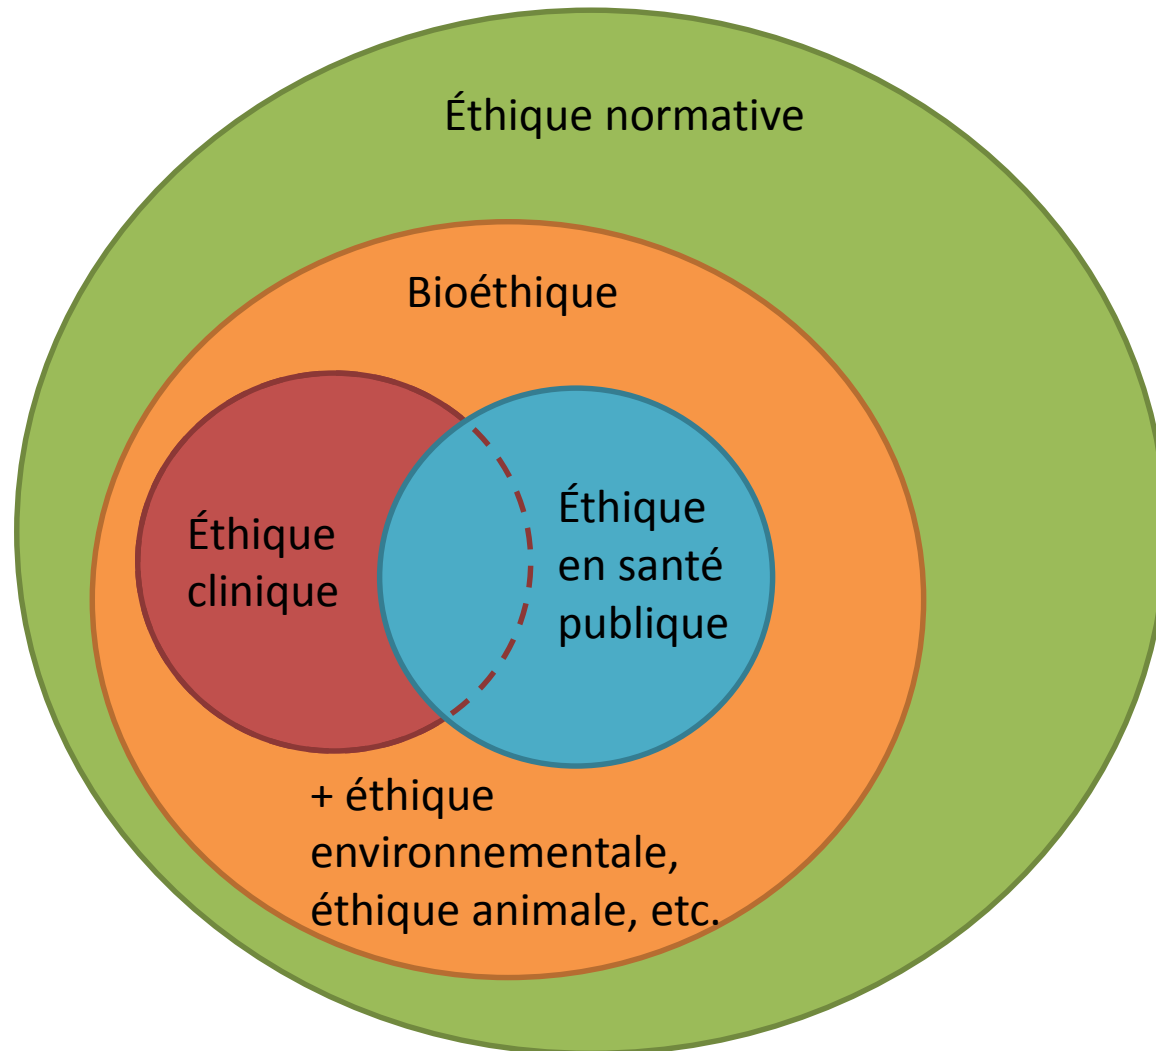 Éthique normative
Bioéthique
Éthique
clinique
Éthique
en santé
publique
+ éthique
environnementale,
éthique animale, etc.